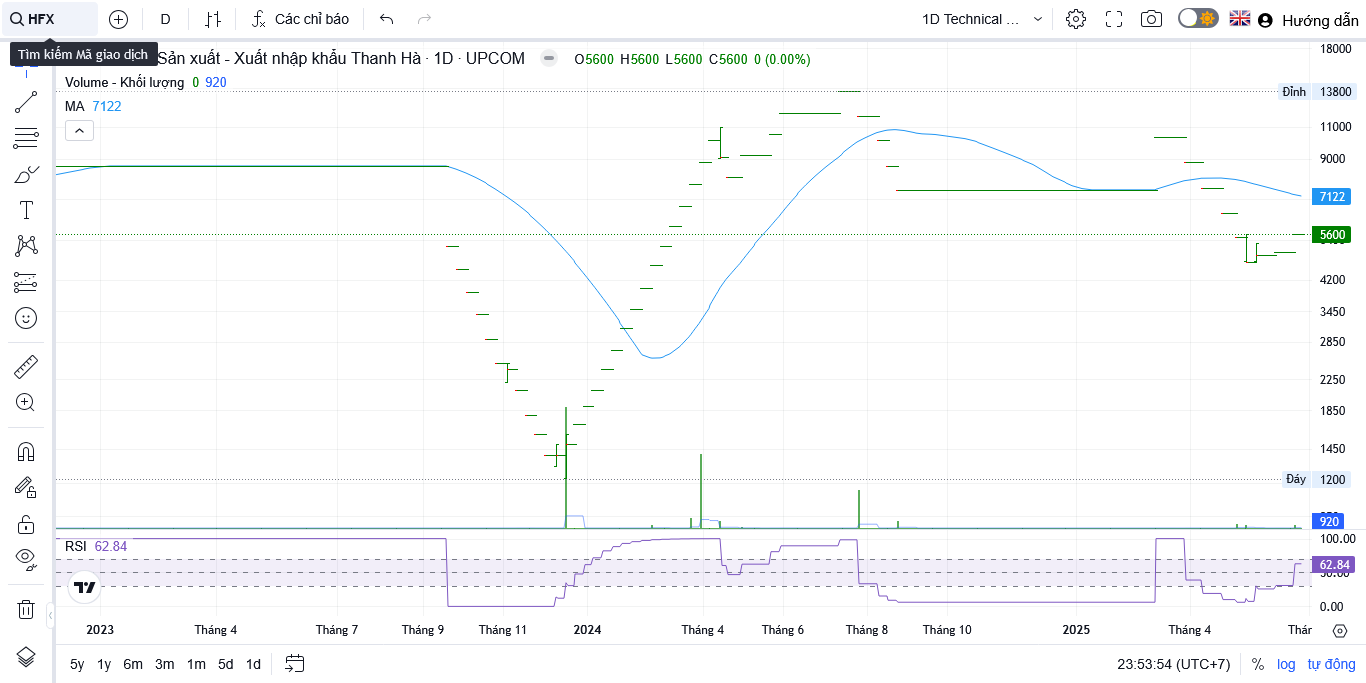 HFX
D
Các chỉ báo
1D Technical ...
Hướng dẫn
Tìm kiếm Mã giao dịch
Sản xuất - Xuất nhập khẩu Thanh Hà · 1D · UPCOM
O5600 H5600 L5600 C5600 0 (0.00%)
Volume - Khối lượng 0 920
MA 7122
18000
Đỉnh 13800
11000
9000
7122
5600
4200
3450
2850
2250
1850
1450
Đáy 1200
920
RSI 62.84
100.00
62.84
50.00
0.00
2023 Tháng 4 Tháng 7 Tháng 9 Tháng 11 2024 Tháng 4 Tháng 6 Tháng 8 Tháng 10 2025 Tháng 4 Thár
5y 1y 6m 3m 1m 5d 1d
23:53:54 (UTC+7) % log tự động